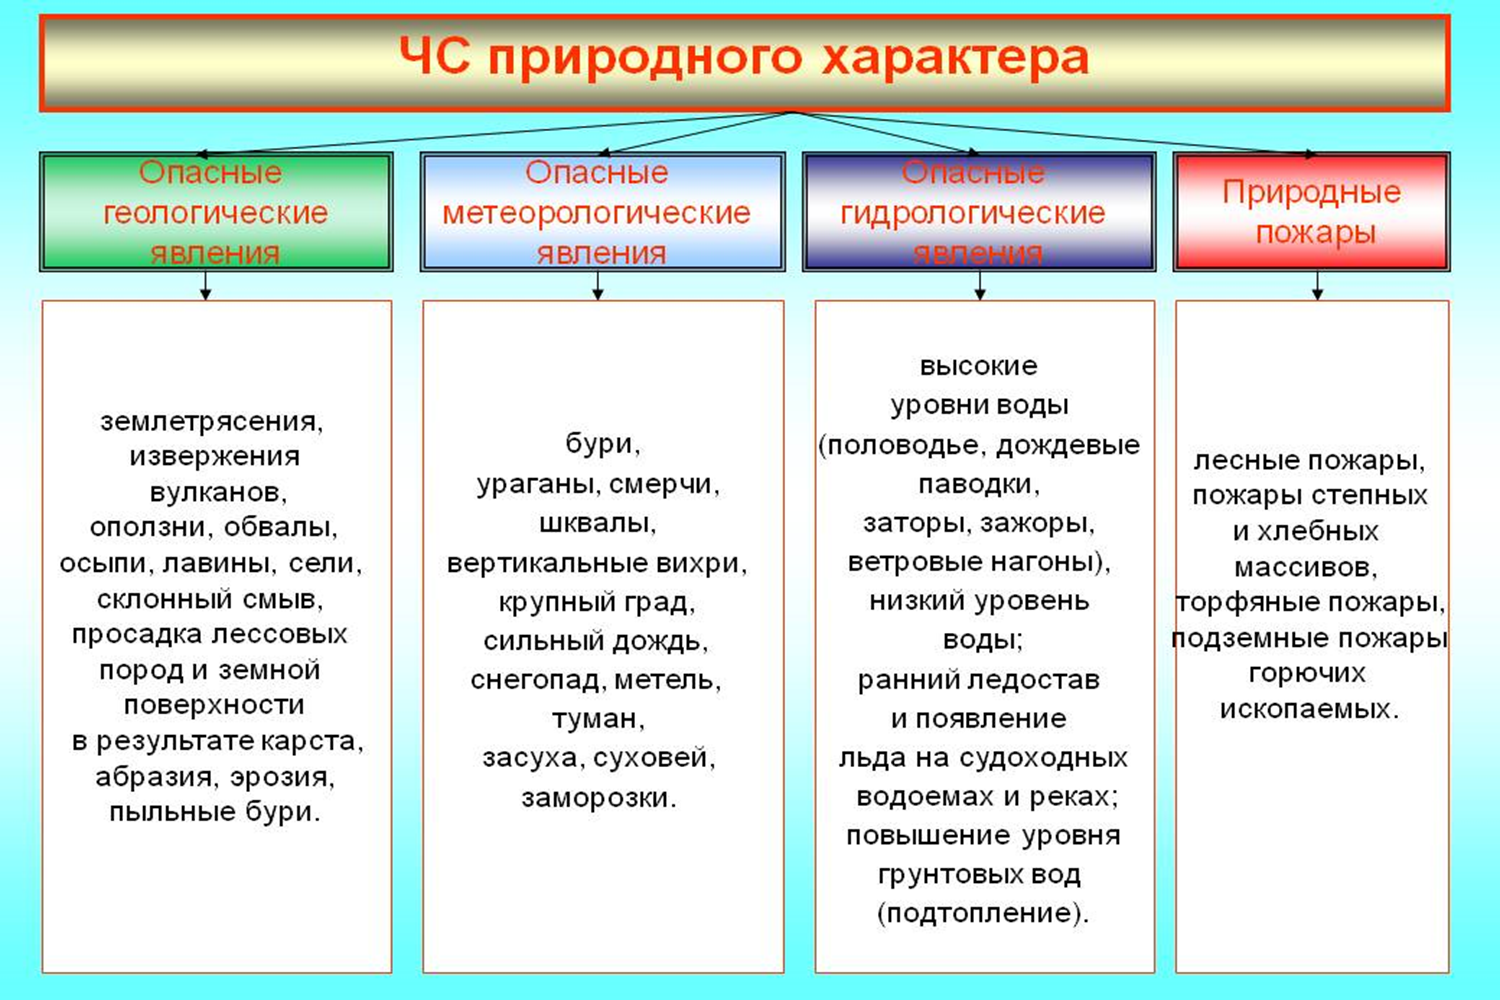 ЧС природного характера
Опасные
геологические
явления
Опасные
метеорологические
явления
Опасные
гидрологические
явления
Природные
пожары
землетрясения,
извержения
вулканов,
оползни, обвалы,
осыпи, лавины, сели,
склонный смыв,
просадка лессовых
пород и земной
поверхности
в результате карста,
абразия, эрозия,
пыльные бури.
бури,
ураганы, смерчи,
шквалы,
вертикальные вихри,
крупный град,
сильный дождь,
снегопад, метель,
туман,
засуха, суховей,
заморозки.
высокие
уровни воды
(половодье, дождевые
паводки,
заторы, зажоры,
ветровые нагоны),
низкий уровень
воды;
ранний ледостав
и появление
льда на судоходных
водоемах и реках;
повышение уровня
грунтовых вод
(подтопление).
лесные пожары,
пожары степных
и хлебных
массивов,
торфяные пожары,
подземные пожары
горючих
ископаемых.